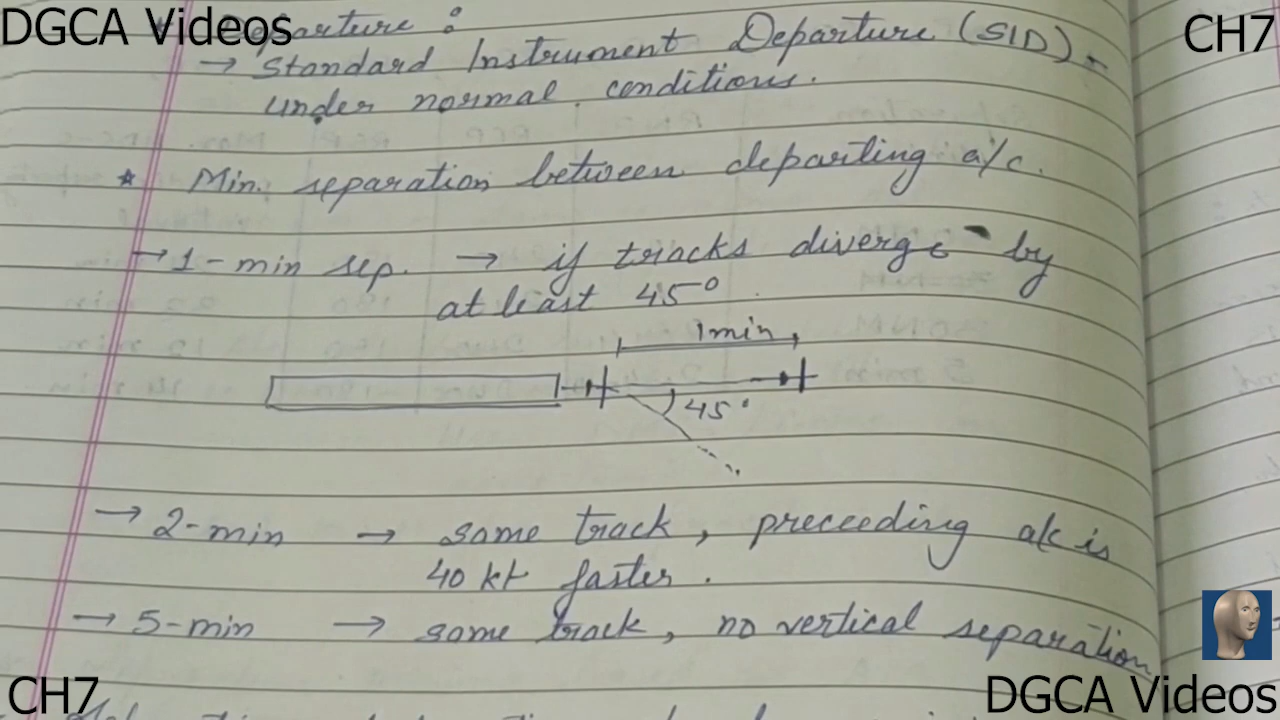 DGCA Videos
CH7
Departure :
→ Standard Instrument Departure (SID) -
under normal conditions.
* Min. separation between departing a/c.
→ 1-min sep. → if tracks diverge by
at least 45°
1 min
45°
→ 2-min → same track, preceeding a/c is
40 kt faster.
→ 5-min → same track, no vertical separation
CH7
DGCA Videos